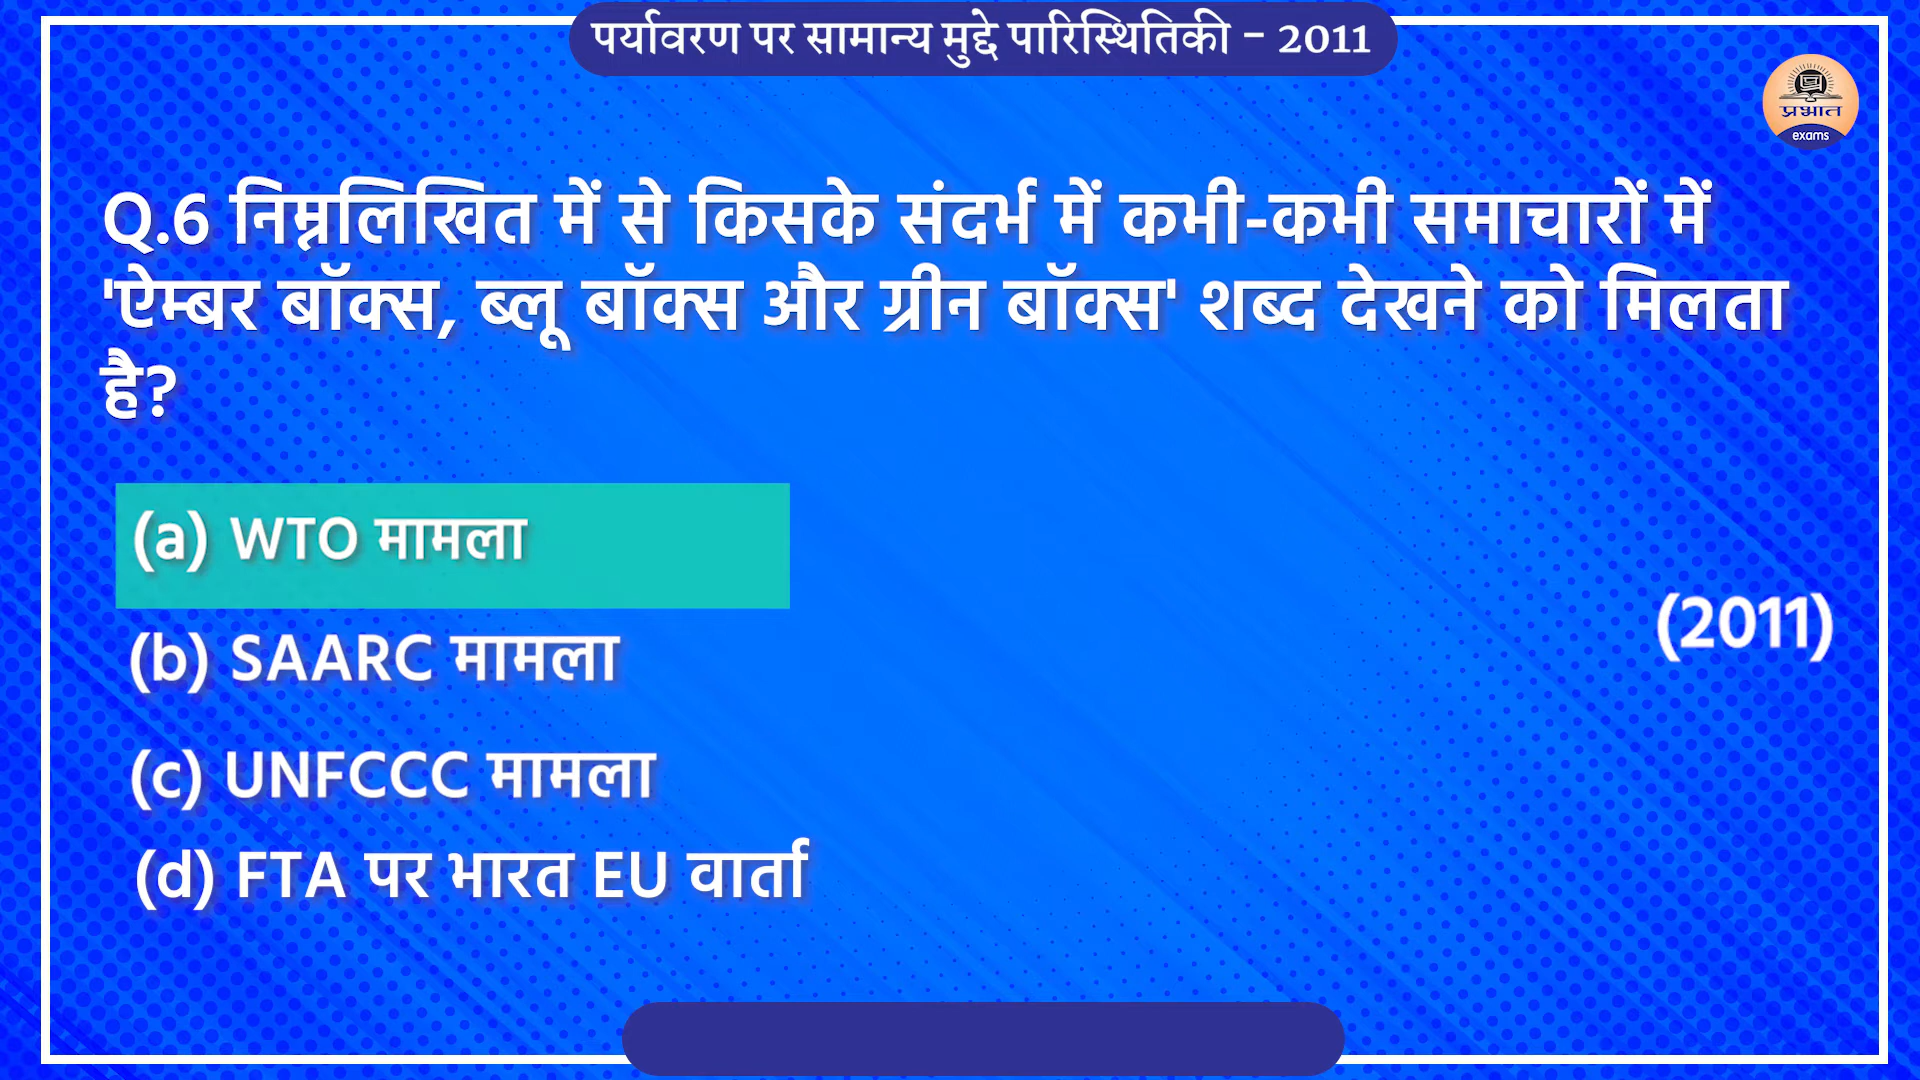 पर्यावरण पर सामान्य मुद्दे पारिस्थितिकी – 2011
प्रभात
exams
Q.6 निम्नलिखित में से किसके संदर्भ में कभी-कभी समाचारों में
'ऐम्बर बॉक्स, ब्लू बॉक्स और ग्रीन बॉक्स' शब्द देखने को मिलता
है?
(a) WTO मामला
(2011)
(b) SAARC मामला
(c) UNFCCC मामला
(d) FTA पर भारत EU वार्ता